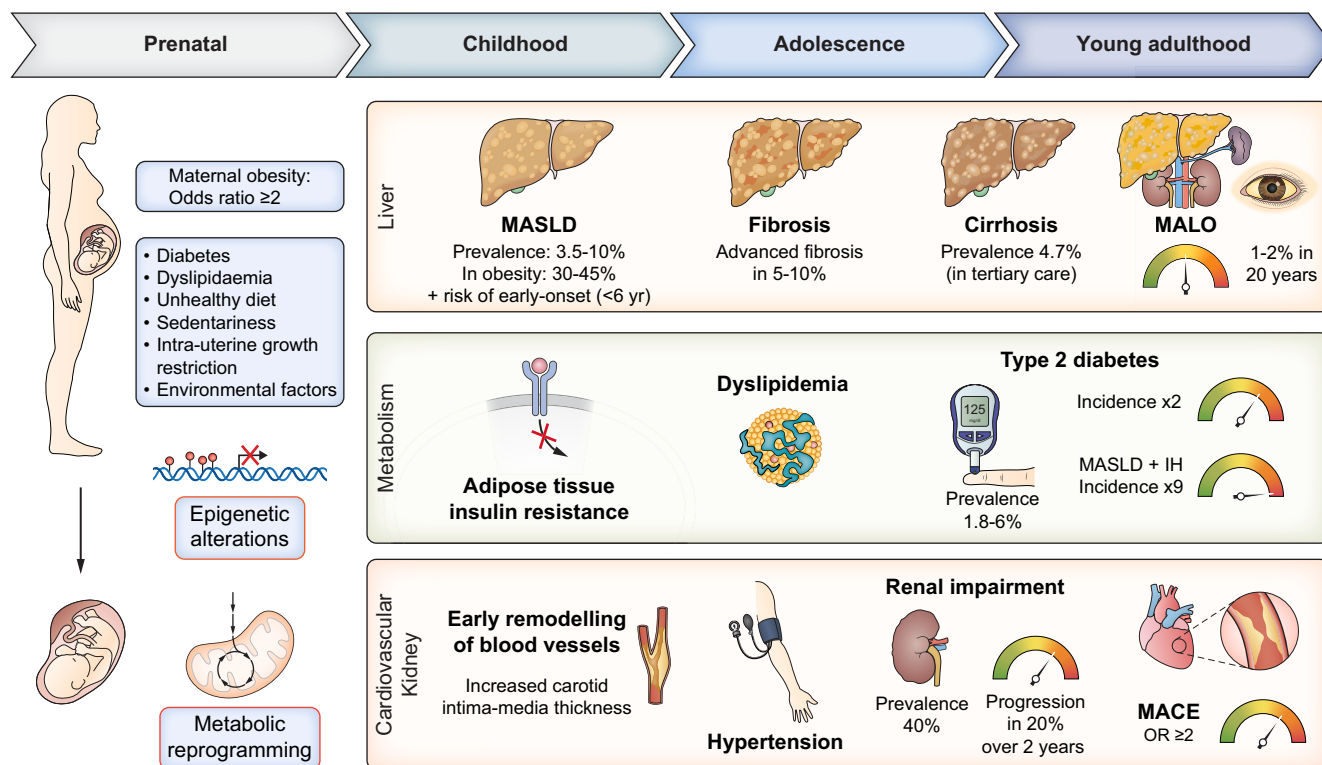 Prenatal
Childhood
Adolescence
Young adulthood
Maternal obesity:
Odds ratio ≥2
• Diabetes
• Dyslipidaemia
• Unhealthy diet
• Sedentariness
• Intra-uterine growth
restriction
• Environmental factors
Epigenetic
alterations
Metabolic
reprogramming
Liver
MASLD
Prevalence: 3.5-10%
In obesity: 30-45%
+ risk of early-onset (<6 yr)
Fibrosis
Advanced fibrosis
in 5-10%
Cirrhosis
Prevalence 4.7%
(in tertiary care)
MALO
1-2% in
20 years
Metabolism
Adipose tissue
insulin resistance
Dyslipidemia
Type 2 diabetes
125
mg/dl
Prevalence
1.8-6%
Incidence x2
MASLD + IH
Incidence x9
Cardiovascular
Kidney
Early remodelling
of blood vessels
Increased carotid
intima-media thickness
Hypertension
Renal impairment
Prevalence
40%
Progression
in 20%
over 2 years
MACE
OR ≥2